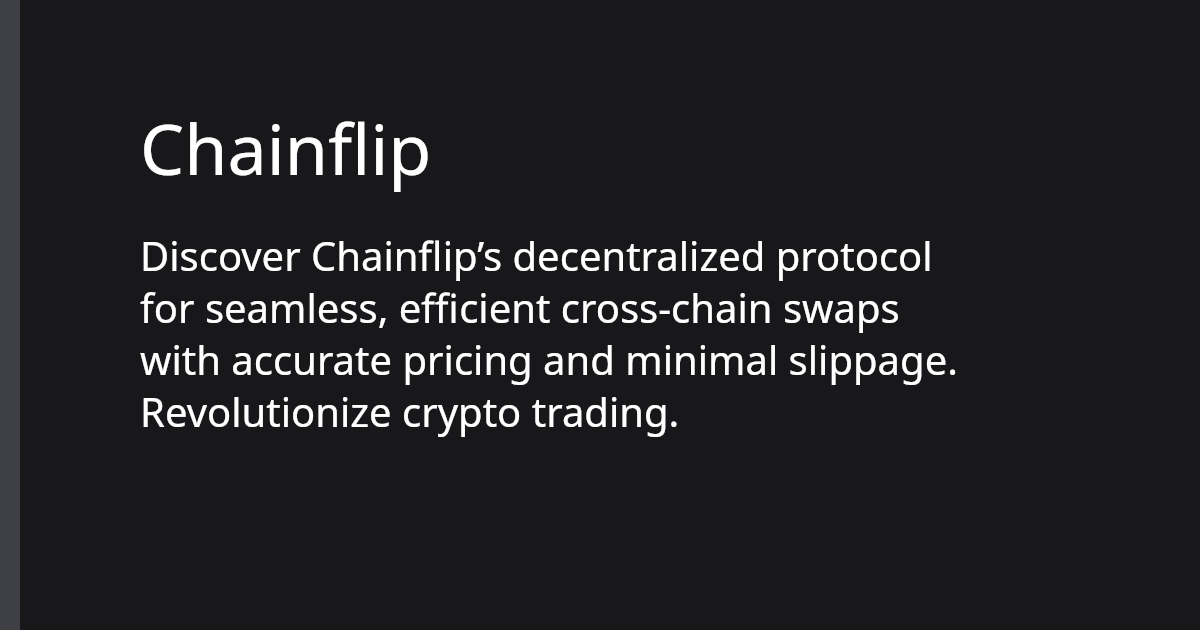 Chainflip
Discover Chainflip’s decentralized protocol
for seamless, efficient cross-chain swaps
with accurate pricing and minimal slippage.
Revolutionize crypto trading.